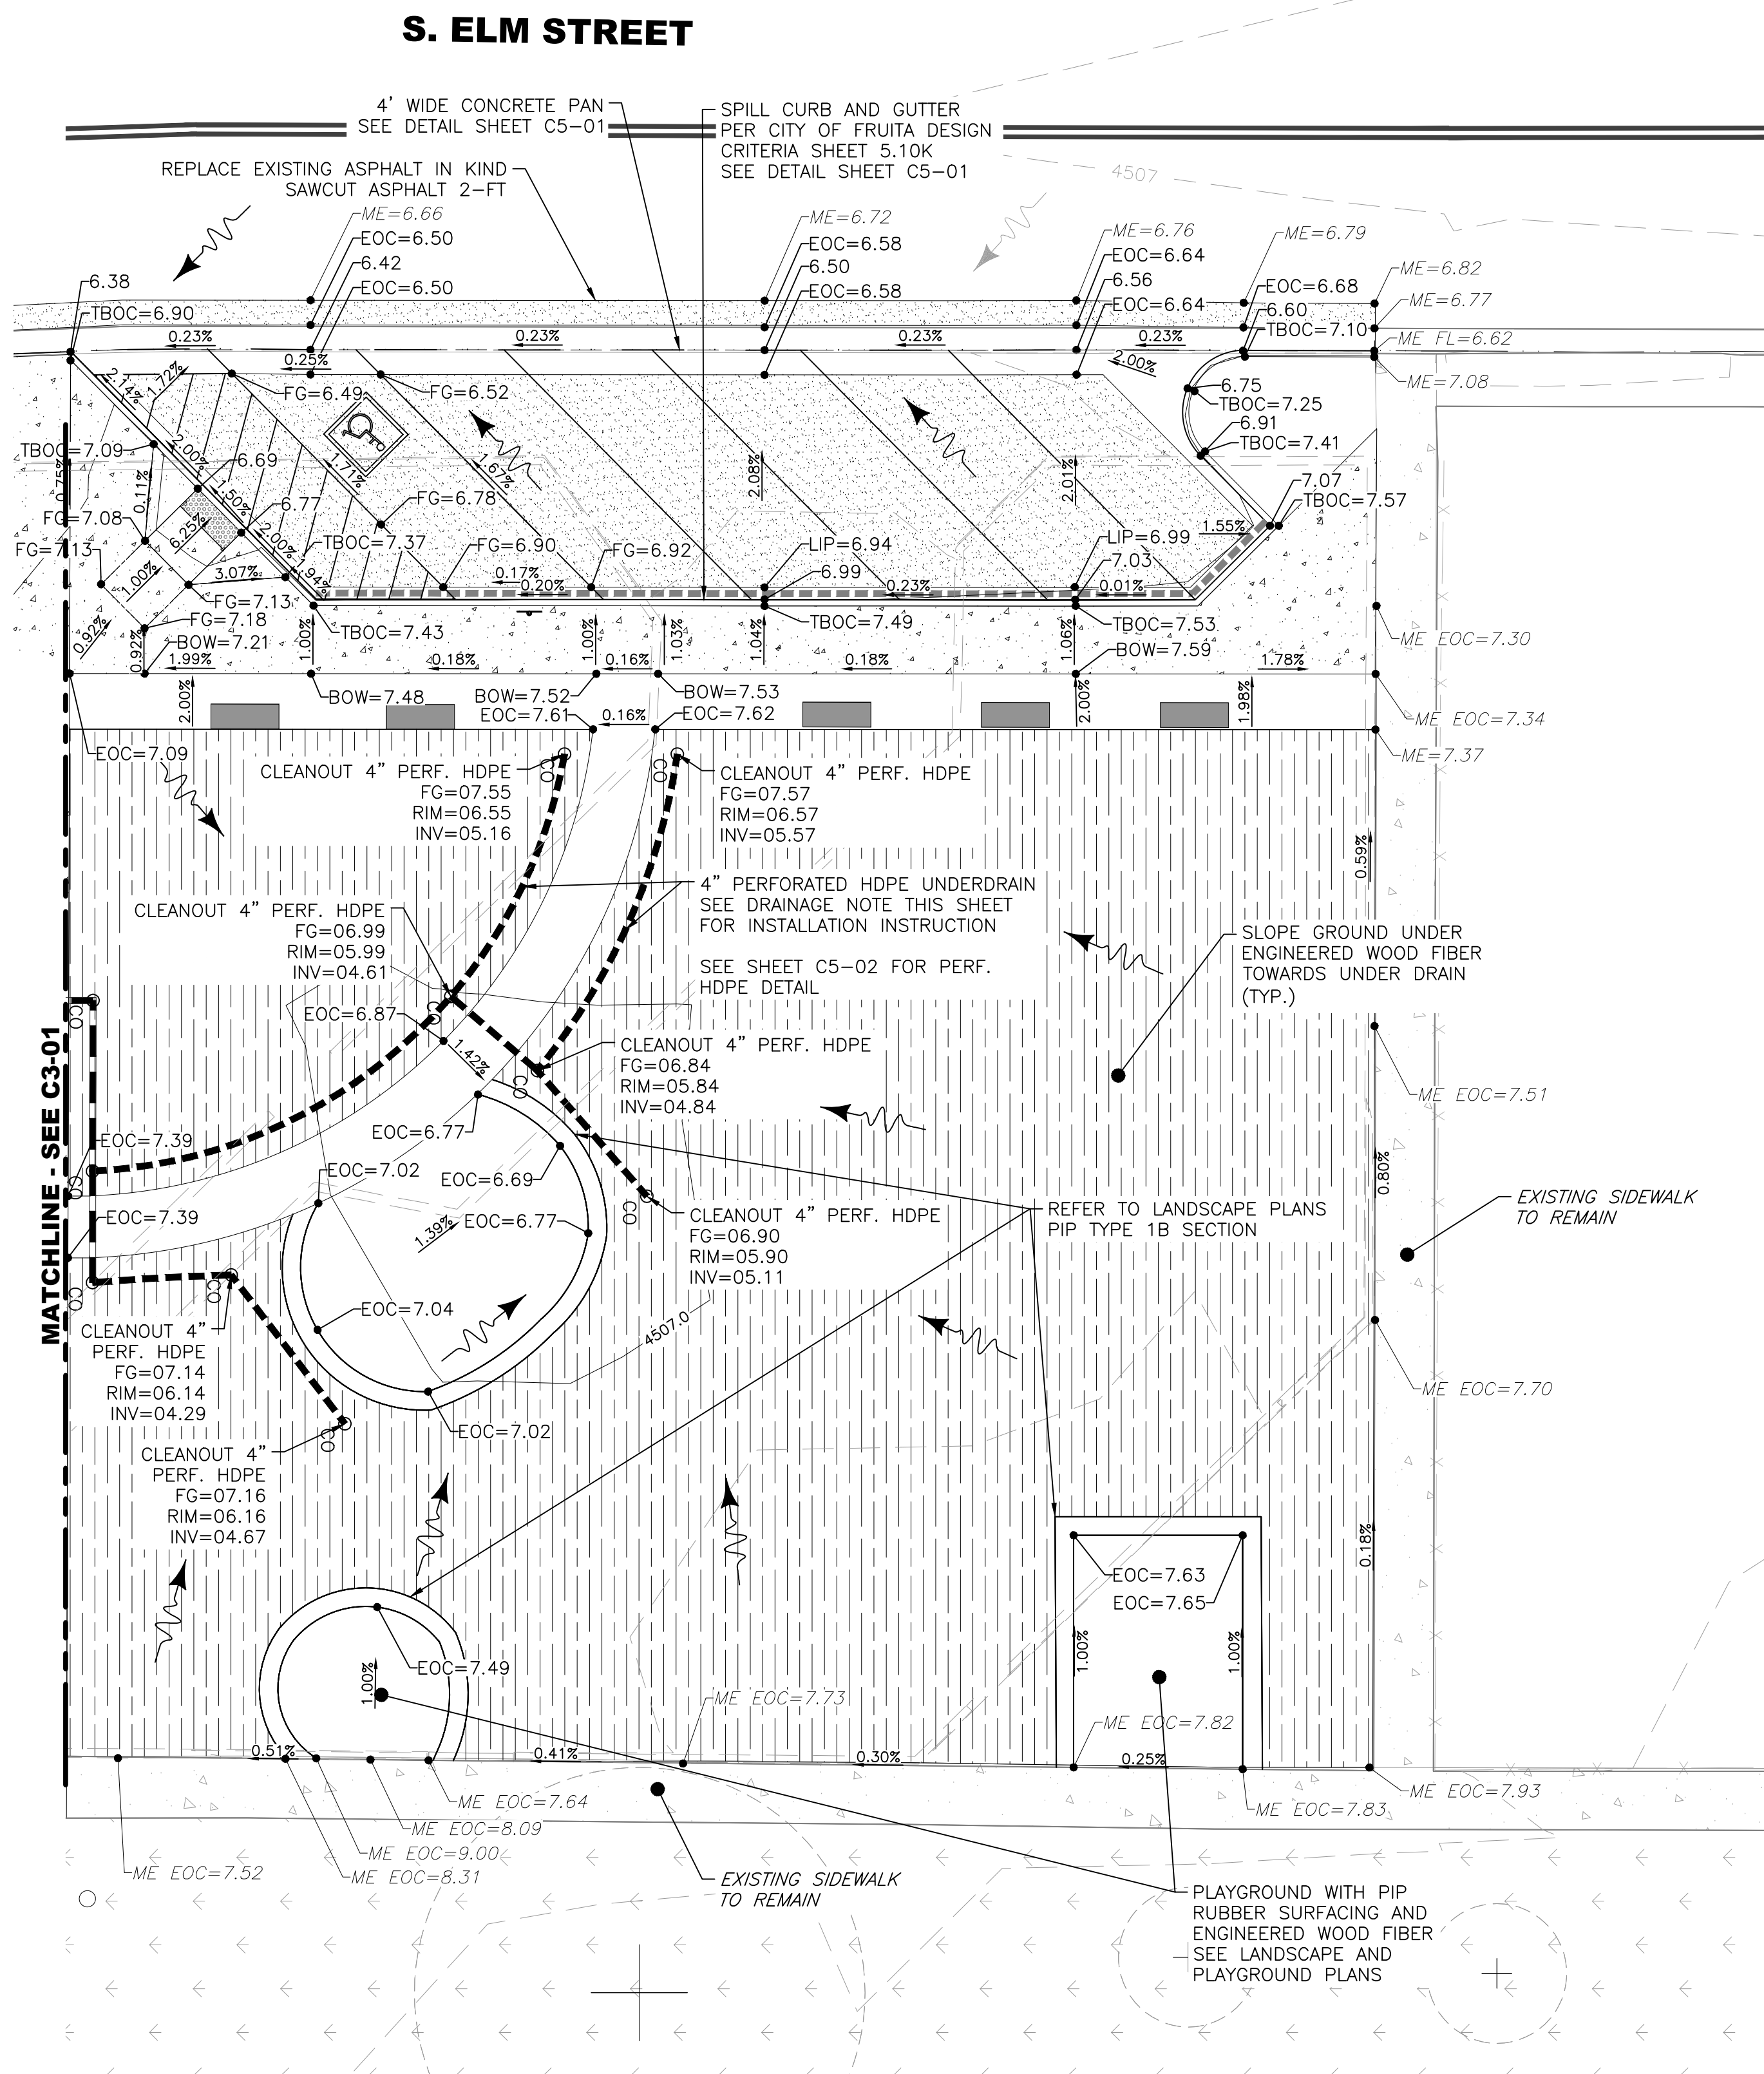 S. ELM STREET
4' WIDE CONCRETE PAN
SEE DETAIL SHEET C5-01
SPILL CURB AND GUTTER
PER CITY OF FRUITA DESIGN
CRITERIA SHEET 5.10K
SEE DETAIL SHEET C5-01
REPLACE EXISTING ASPHALT IN KIND
SAWCUT ASPHALT 2-FT
4507
ME=6.66
EOC=6.50
6.42
EOC=6.50
ME=6.72
EOC=6.58
6.50
EOC=6.58
ME=6.76
EOC=6.64
6.56
EOC=6.64
ME=6.79
EOC=6.68
6.60
TBOC=7.10
ME=6.82
ME=6.77
ME FL=6.62
ME=7.08
6.38
TBOC=6.90
0.23%
0.23%
0.23%
0.23%
0.25%
2.00%
2.14%
1.72%
FG=6.49
FG=6.52
6.75
TBOC=7.25
6.91
TBOC=7.41
TBOC=7.09
2.00%
6.69
1.71%
1.67%
2.08%
2.01%
0.75%
0.11%
1.50%
6.77
FG=6.78
7.07
TBOC=7.57
1.55%
FG=7.08
6.25%
2.00%
TBOC=7.37
FG=6.90
FG=6.92
LIP=6.94
LIP=6.99
FG=7.13
1.00%
3.07%
1.94%
0.17%
0.20%
6.99
0.23%
7.03
0.01%
FG=7.13
FG=7.18
TBOC=7.43
TBOC=7.49
TBOC=7.53
0.92%
0.92%
BOW=7.21
1.00%
1.00%
1.03%
1.04%
1.06%
BOW=7.59
ME EOC=7.30
1.99%
0.18%
0.16%
0.18%
1.78%
2.00%
BOW=7.48
BOW=7.52
BOW=7.53
2.00%
1.98%
EOC=7.61
0.16%
EOC=7.62
ME EOC=7.34
EOC=7.09
ME=7.37
CLEANOUT 4" PERF. HDPE
FG=07.55
RIM=06.55
INV=05.16
CO
CO
CLEANOUT 4" PERF. HDPE
FG=07.57
RIM=06.57
INV=05.57
0.59%
4" PERFORATED HDPE UNDERDRAIN
SEE DRAINAGE NOTE THIS SHEET
FOR INSTALLATION INSTRUCTION
SEE SHEET C5-02 FOR PERF.
HDPE DETAIL
CLEANOUT 4" PERF. HDPE
FG=06.99
RIM=05.99
INV=04.61
SLOPE GROUND UNDER
ENGINEERED WOOD FIBER
TOWARDS UNDER DRAIN
(TYP.)
CO
CO
EOC=6.87
1.42%
CO
CLEANOUT 4" PERF. HDPE
FG=06.84
RIM=05.84
INV=04.84
ME EOC=7.51
MATCHLINE - SEE C3-01
EOC=7.39
EOC=6.77
EOC=7.02
EOC=6.69
0.80%
CO
EOC=7.39
1.39%
EOC=6.77
CO
CLEANOUT 4" PERF. HDPE
FG=06.90
RIM=05.90
INV=05.11
REFER TO LANDSCAPE PLANS
PIP TYPE 1B SECTION
EXISTING SIDEWALK
TO REMAIN
CO
CO
EOC=7.04
4507.0
CLEANOUT 4"
PERF. HDPE
FG=07.14
RIM=06.14
INV=04.29
ME EOC=7.70
CO
EOC=7.02
CLEANOUT 4"
PERF. HDPE
FG=07.16
RIM=06.16
INV=04.67
0.18%
EOC=7.63
EOC=7.65
1.00%
1.00%
1.00%
EOC=7.49
ME EOC=7.73
ME EOC=7.82
0.51%
0.41%
0.30%
0.25%
ME EOC=7.64
ME EOC=7.83
ME EOC=7.93
ME EOC=8.09
ME EOC=9.00
ME EOC=7.52
ME EOC=8.31
EXISTING SIDEWALK
TO REMAIN
PLAYGROUND WITH PIP
RUBBER SURFACING AND
ENGINEERED WOOD FIBER
SEE LANDSCAPE AND
PLAYGROUND PLANS